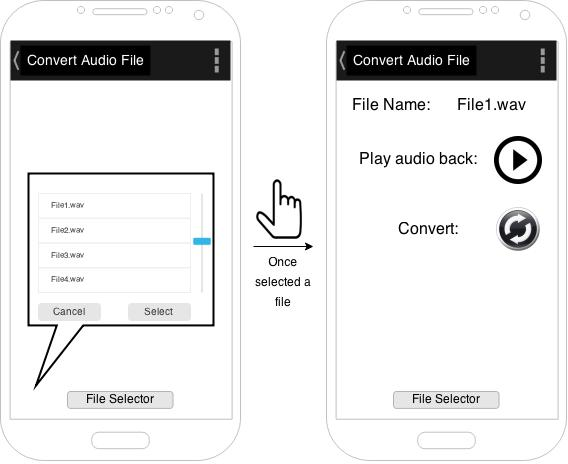 Convert Audio File
File1.wav
File2.wav
File3.wav
File4.wav
Cancel
Select
File Selector
Once
selected a
file
Convert Audio File
File Name: File1.wav
Play audio back:
Convert:
File Selector